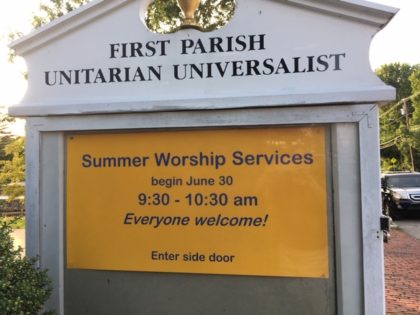 FIRST PARISH
UNITARIAN UNIVERSALIST
Summer Worship Services
begin June 30
9:30 - 10:30 am
Everyone welcome!
Enter side door